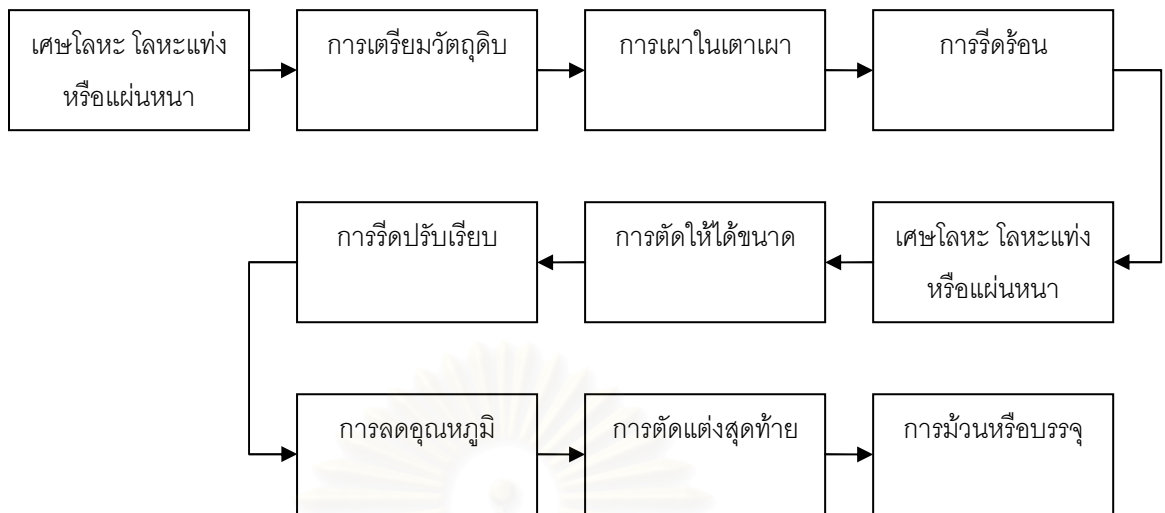 เศษโลหะ โลหะแท่ง
หรือแผ่นหนา
การเตรียมวัตถุดิบ
การเผาในเตาเผา
การรีดร้อน
เศษโลหะ โลหะแท่ง
หรือแผ่นหนา
การตัดให้ได้ขนาด
การรีดปรับเรียบ
การลดอุณหภูมิ
การตัดแต่งสุดท้าย
การม้วนหรือบรรจุ